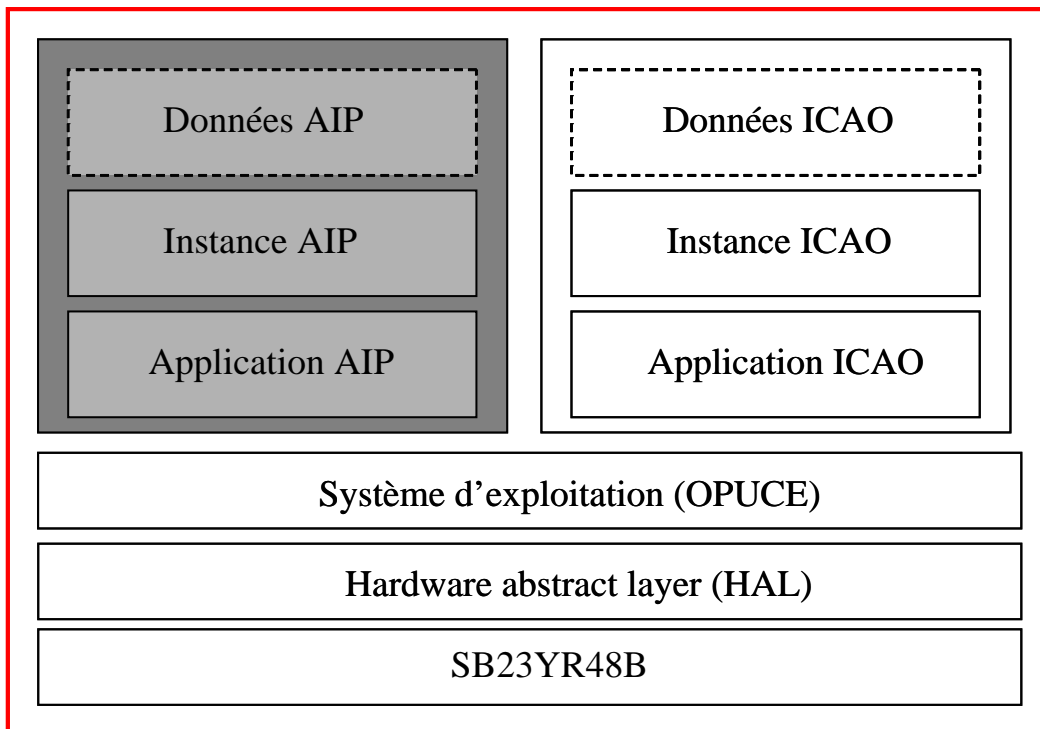 Données AIP
Instance AIP
Application AIP
Données ICAO
Instance ICAO
Application ICAO
Système d’exploitation (OPUCE)
Hardware abstract layer (HAL)
SB23YR48B